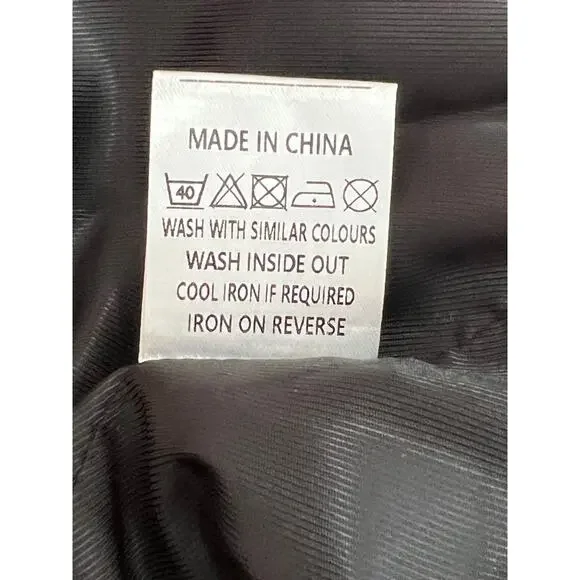 MADE IN CHINA
40
WASH WITH SIMILAR COLOURS
WASH INSIDE OUT
COOL IRON IF REQUIRED
IRON ON REVERSE